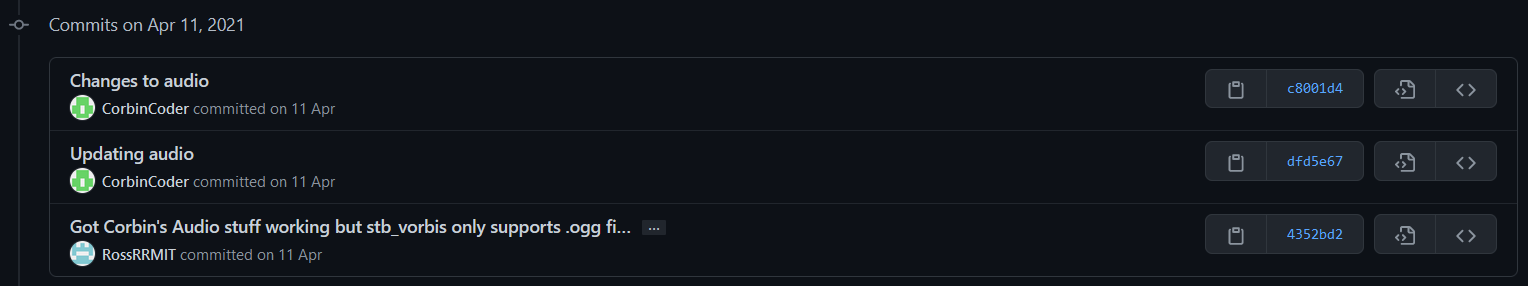 Commits on Apr 11, 2021
Changes to audio
CorbinCoder committed on 11 Apr
c8001d4
Updating audio
CorbinCoder committed on 11 Apr
dfd5e67
Got Corbin's Audio stuff working but stb_vorbis only supports .ogg fi... ...
RossRRMIT committed on 11 Apr
4352bd2